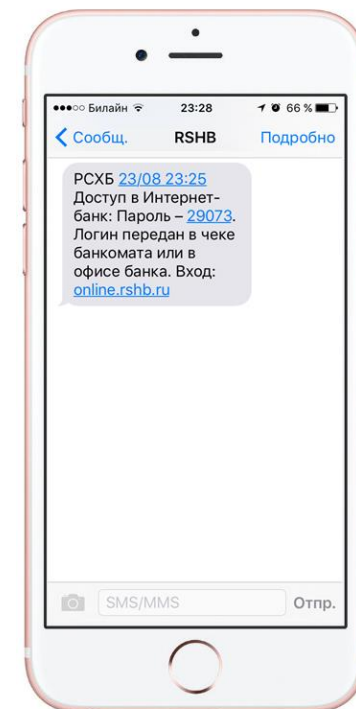 ●●●○○ Билайн 23:28 66 %
Сообщ. RSHB Подробно
РСХБ 23/08 23:25
Доступ в Интернет-
банк: Пароль – 29073.
Логин передан в чеке
банкомата или в
офисе банка. Вход:
online.rshb.ru
SMS/MMS Отпр.